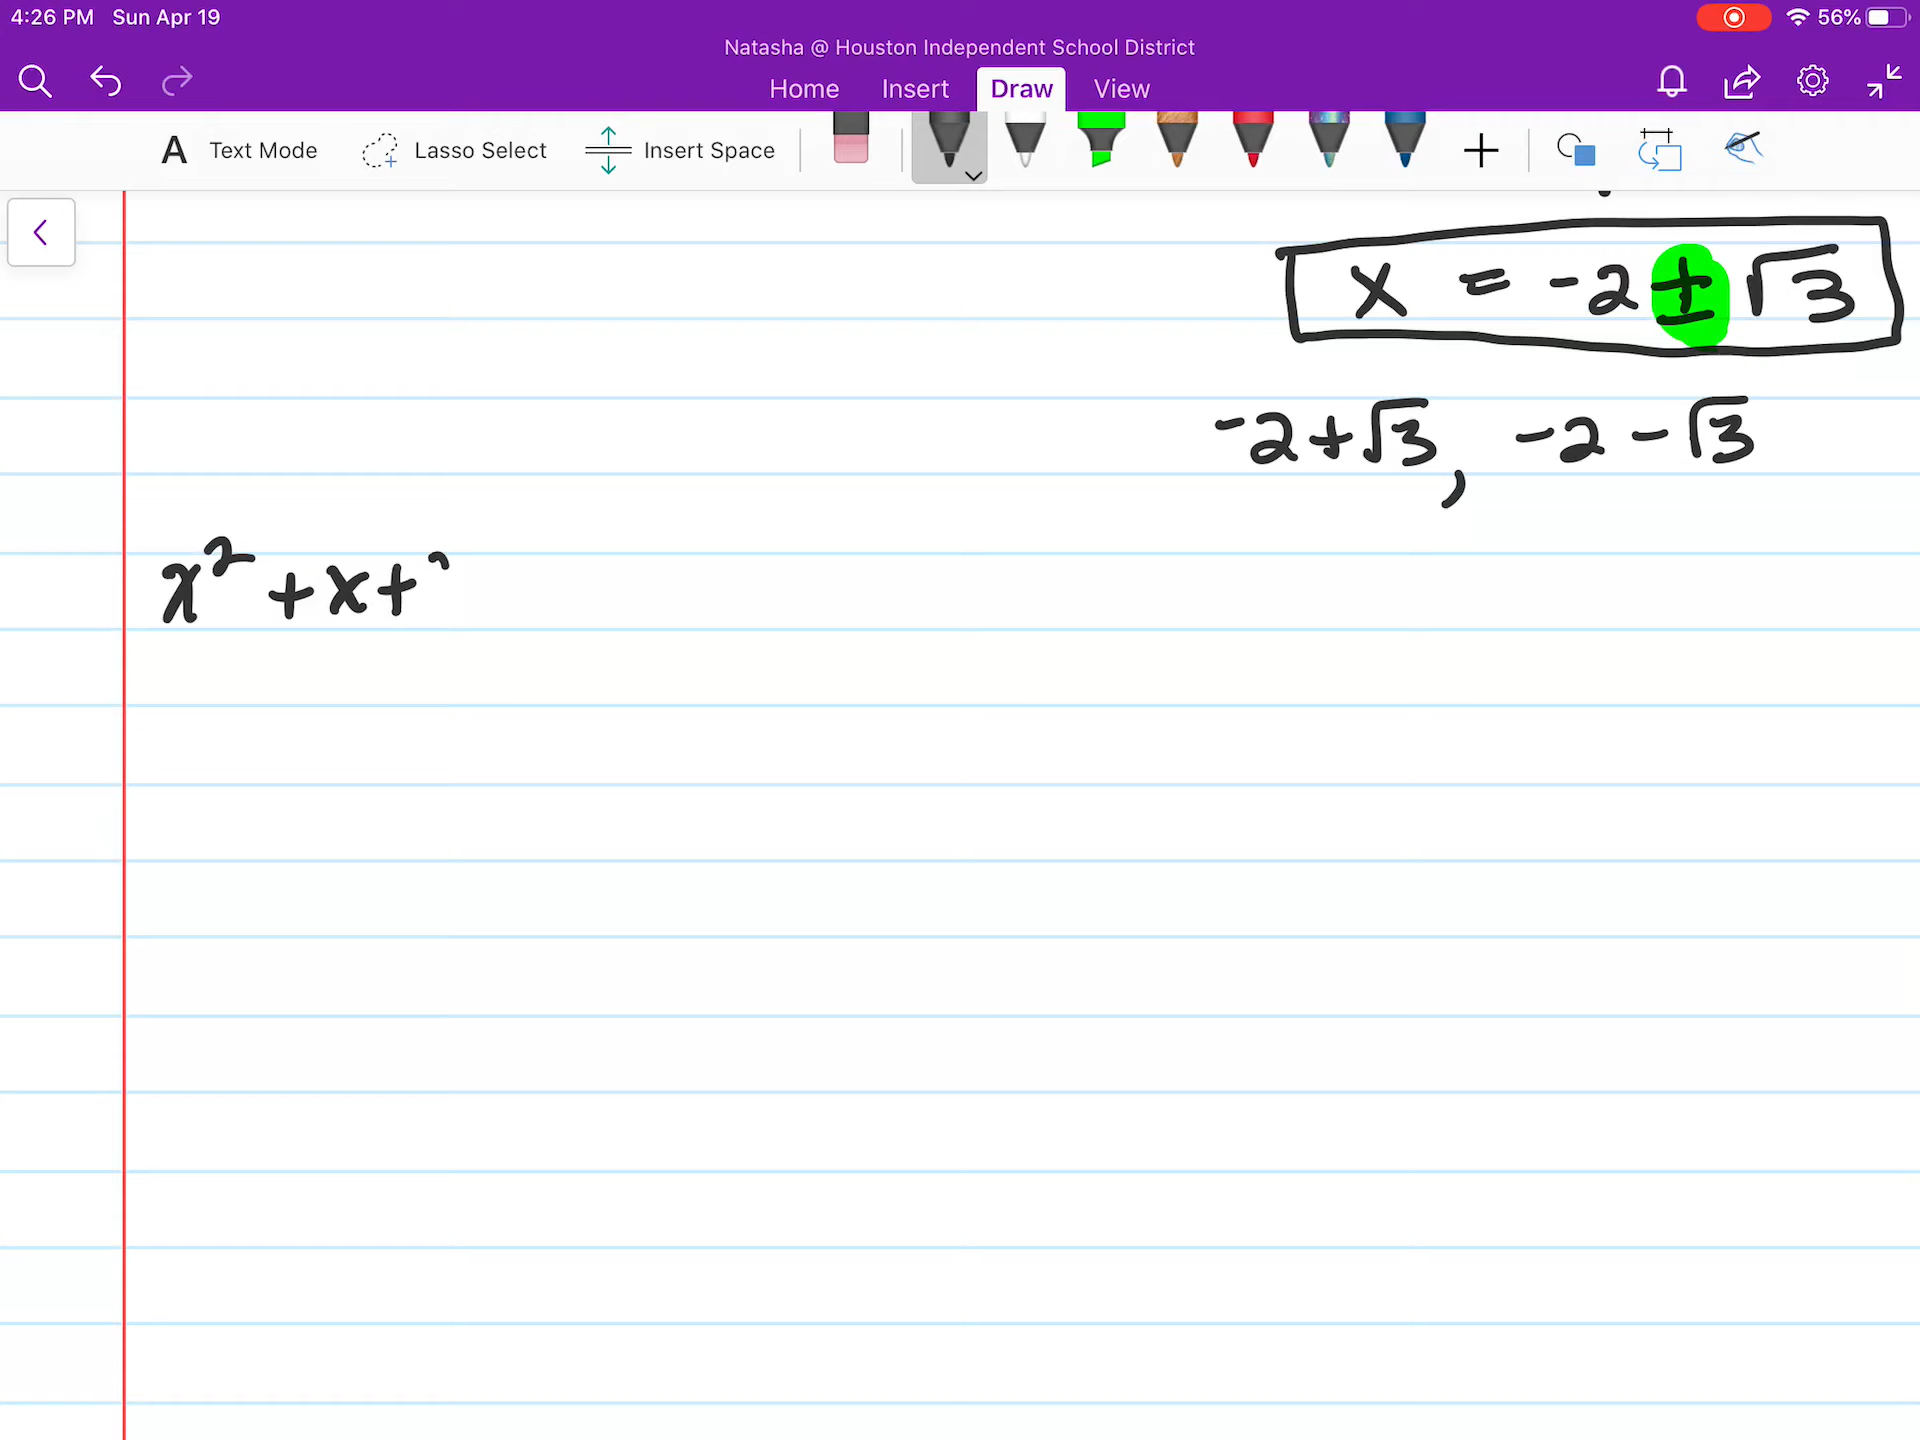 4:26 PM Sun Apr 19 56%
Natasha @ Houston Independent School District
Home Insert Draw View
A Text Mode Lasso Select Insert Space
x = -2 ± √3
-2+√3, -2-√3
x² + x +